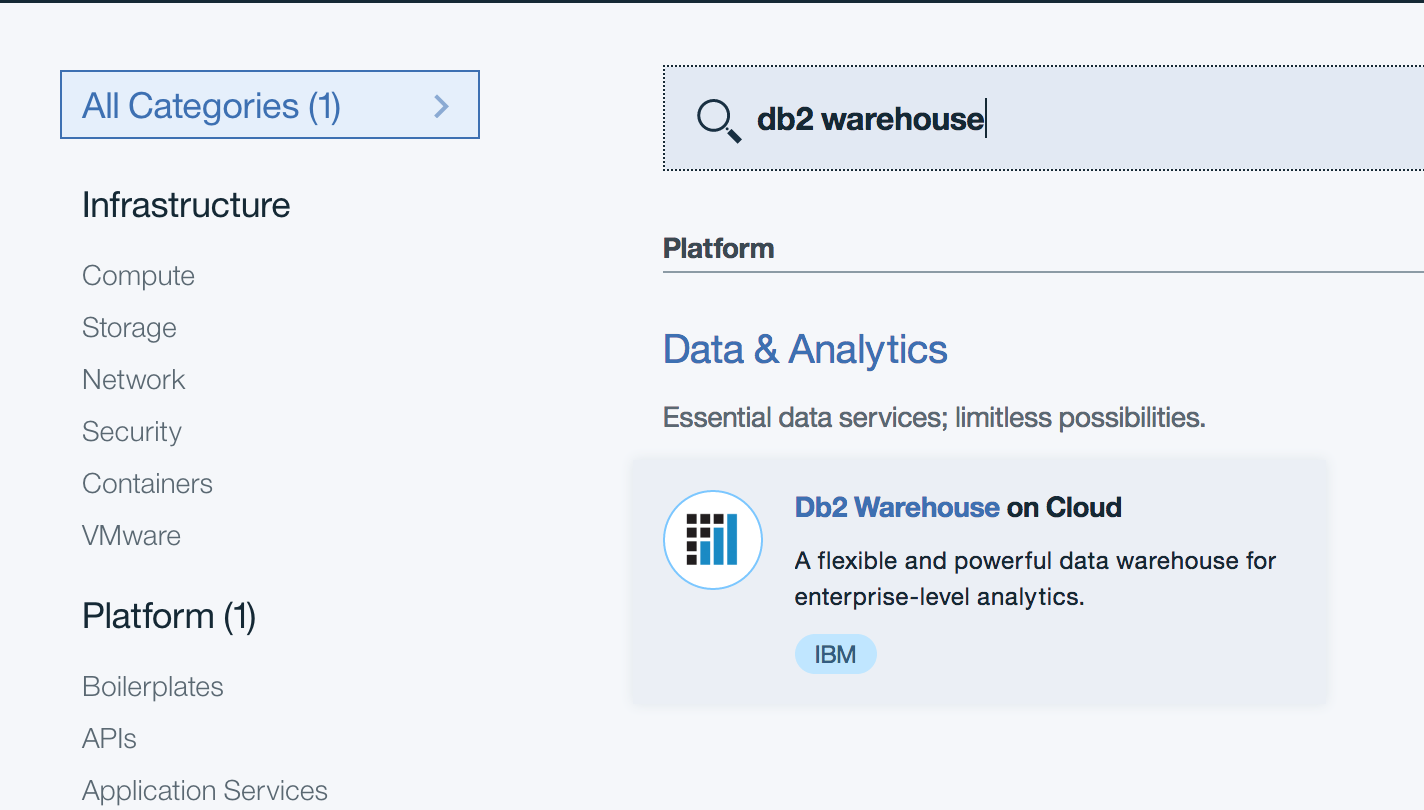 All Categories (1)
Infrastructure
Compute
Storage
Network
Security
Containers
VMware
Platform (1)
Boilerplates
APIs
Application Services
db2 warehouse
Platform
Data & Analytics
Essential data services; limitless possibilities.
Db2 Warehouse on Cloud
A flexible and powerful data warehouse for
enterprise-level analytics.
IBM